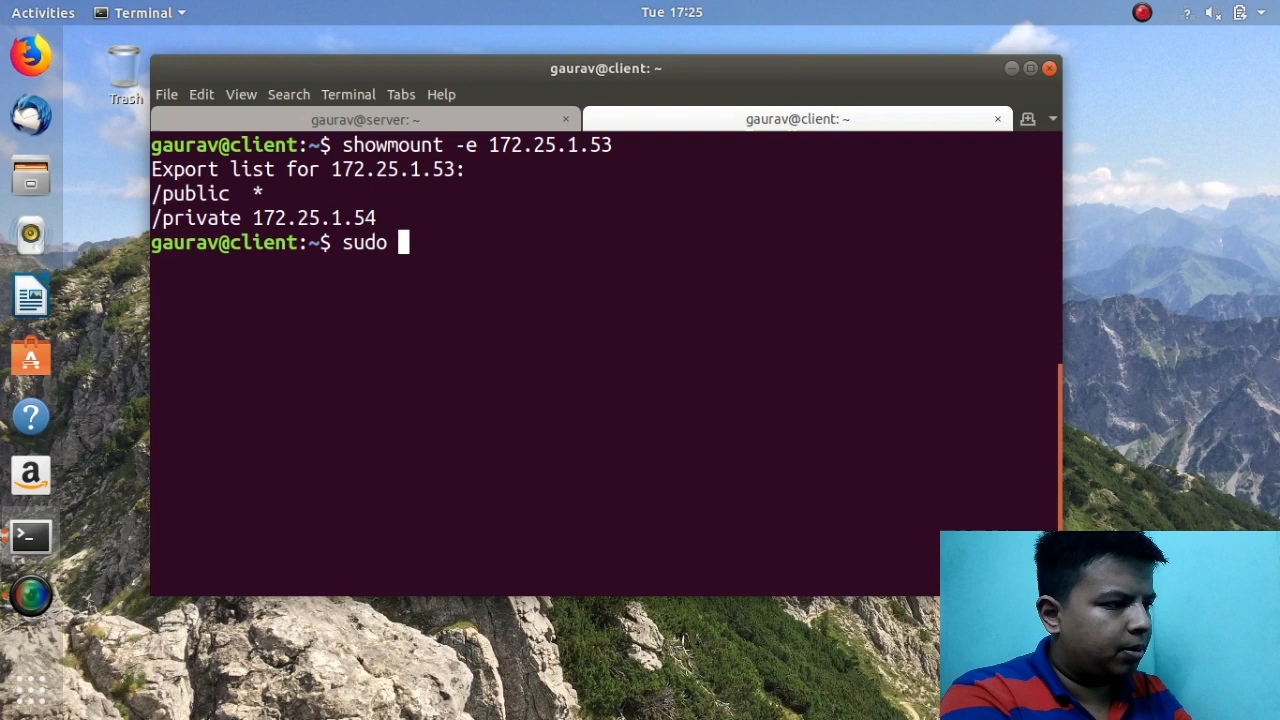 Activities Terminal Tue 17:25
Trash
gaurav@client: ~
File Edit View Search Terminal Tabs Help
gaurav@server: ~ × gaurav@client: ~ ×
gaurav@client:~$ showmount -e 172.25.1.53
Export list for 172.25.1.53:
/public *
/private 172.25.1.54
gaurav@client:~$ sudo